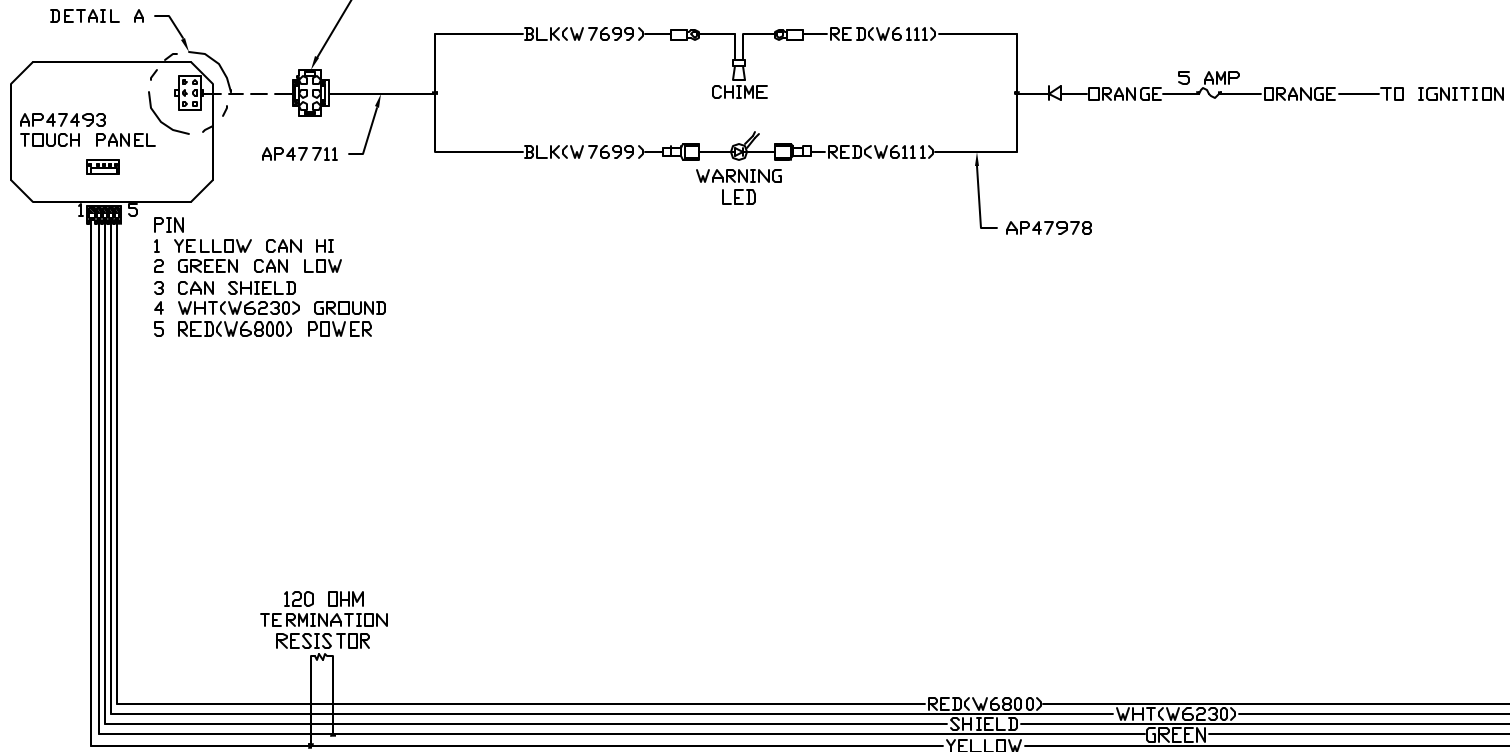 DETAIL A
BLK(W7699)
RED(W6111)
CHIME
5 AMP
ORANGE
ORANGE
TO IGNITION
AP47493
TOUCH PANEL
AP47711
BLK(W7699)
RED(W6111)
WARNING
LED
AP47978
1
5
PIN
1 YELLOW CAN HI
2 GREEN CAN LOW
3 CAN SHIELD
4 WHT(W6230) GROUND
5 RED(W6800) POWER
120 OHM
TERMINATION
RESISTOR
RED(W6800)
WHT(W6230)
SHIELD
GREEN
YELLOW